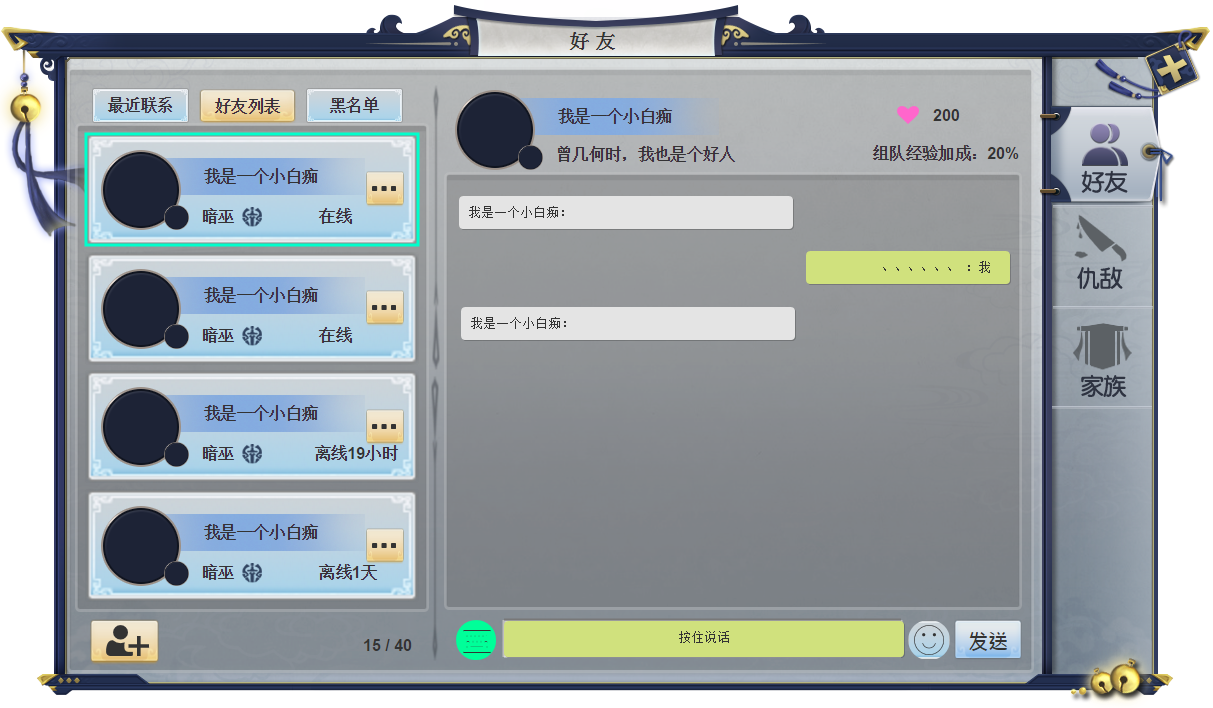 好友
最近联系 好友列表 黑名单
我是一个小白痴
暗巫 在线
我是一个小白痴
暗巫 在线
我是一个小白痴
暗巫 离线19小时
我是一个小白痴
暗巫 离线1天
15 / 40
我是一个小白痴 200
曾几何时，我也是个好人 组队经验加成：20%
我是一个小白痴：
、、、、、、 ：我
我是一个小白痴：
按住说话 发送
好友
仇敌
家族